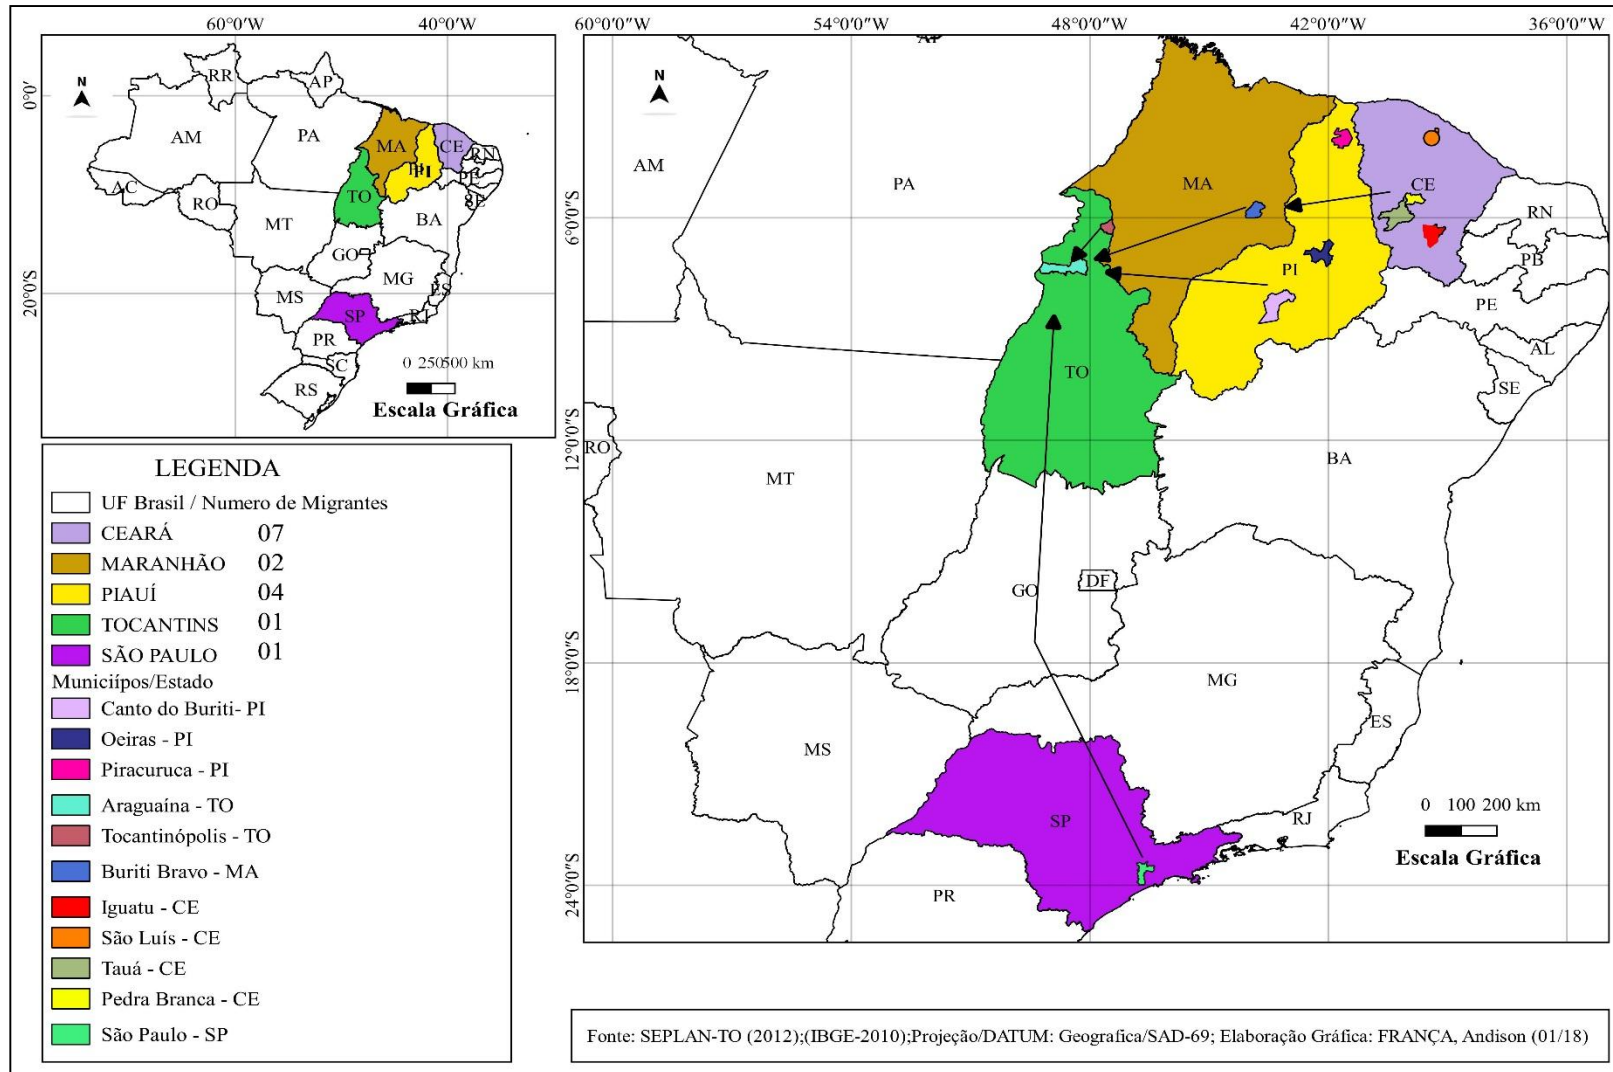 60°0'0"W 40°0'0"W
0°0'
20°0'0"S
N
RR
AP
AM
PA
MA
CE
RN
PI
PE
SE
AC
RO
TO
MT
BA
GO
MG
MS
ES
SP
RJ
PR
SC
RS
0 250500 km
Escala Gráfica
LEGENDA
UF Brasil / Numero de Migrantes
CEARÁ 07
MARANHÃO 02
PIAUÍ 04
TOCANTINS 01
SÃO PAULO 01
Municiípos/Estado
Canto do Buriti- PI
Oeiras - PI
Piracuruca - PI
Araguaína - TO
Tocantinópolis - TO
Buriti Bravo - MA
Iguatu - CE
São Luís - CE
Tauá - CE
Pedra Branca - CE
São Paulo - SP
60°0'0"W 54°0'0"W 48°0'0"W 42°0'0"W 36°0'0"W
6°0'0"S
12°0'0"S
18°0'0"S
24°0'0"S
N
AP
AM
PA
MA
CE
RN
PB
PI
PE
AL
SE
TO
RO
MT
BA
GO
DF
MG
ES
MS
SP
RJ
PR
0 100 200 km
Escala Gráfica
Fonte: SEPLAN-TO (2012);(IBGE-2010);Projeção/DATUM: Geografica/SAD-69; Elaboração Gráfica: FRANÇA, Andison (01/18)